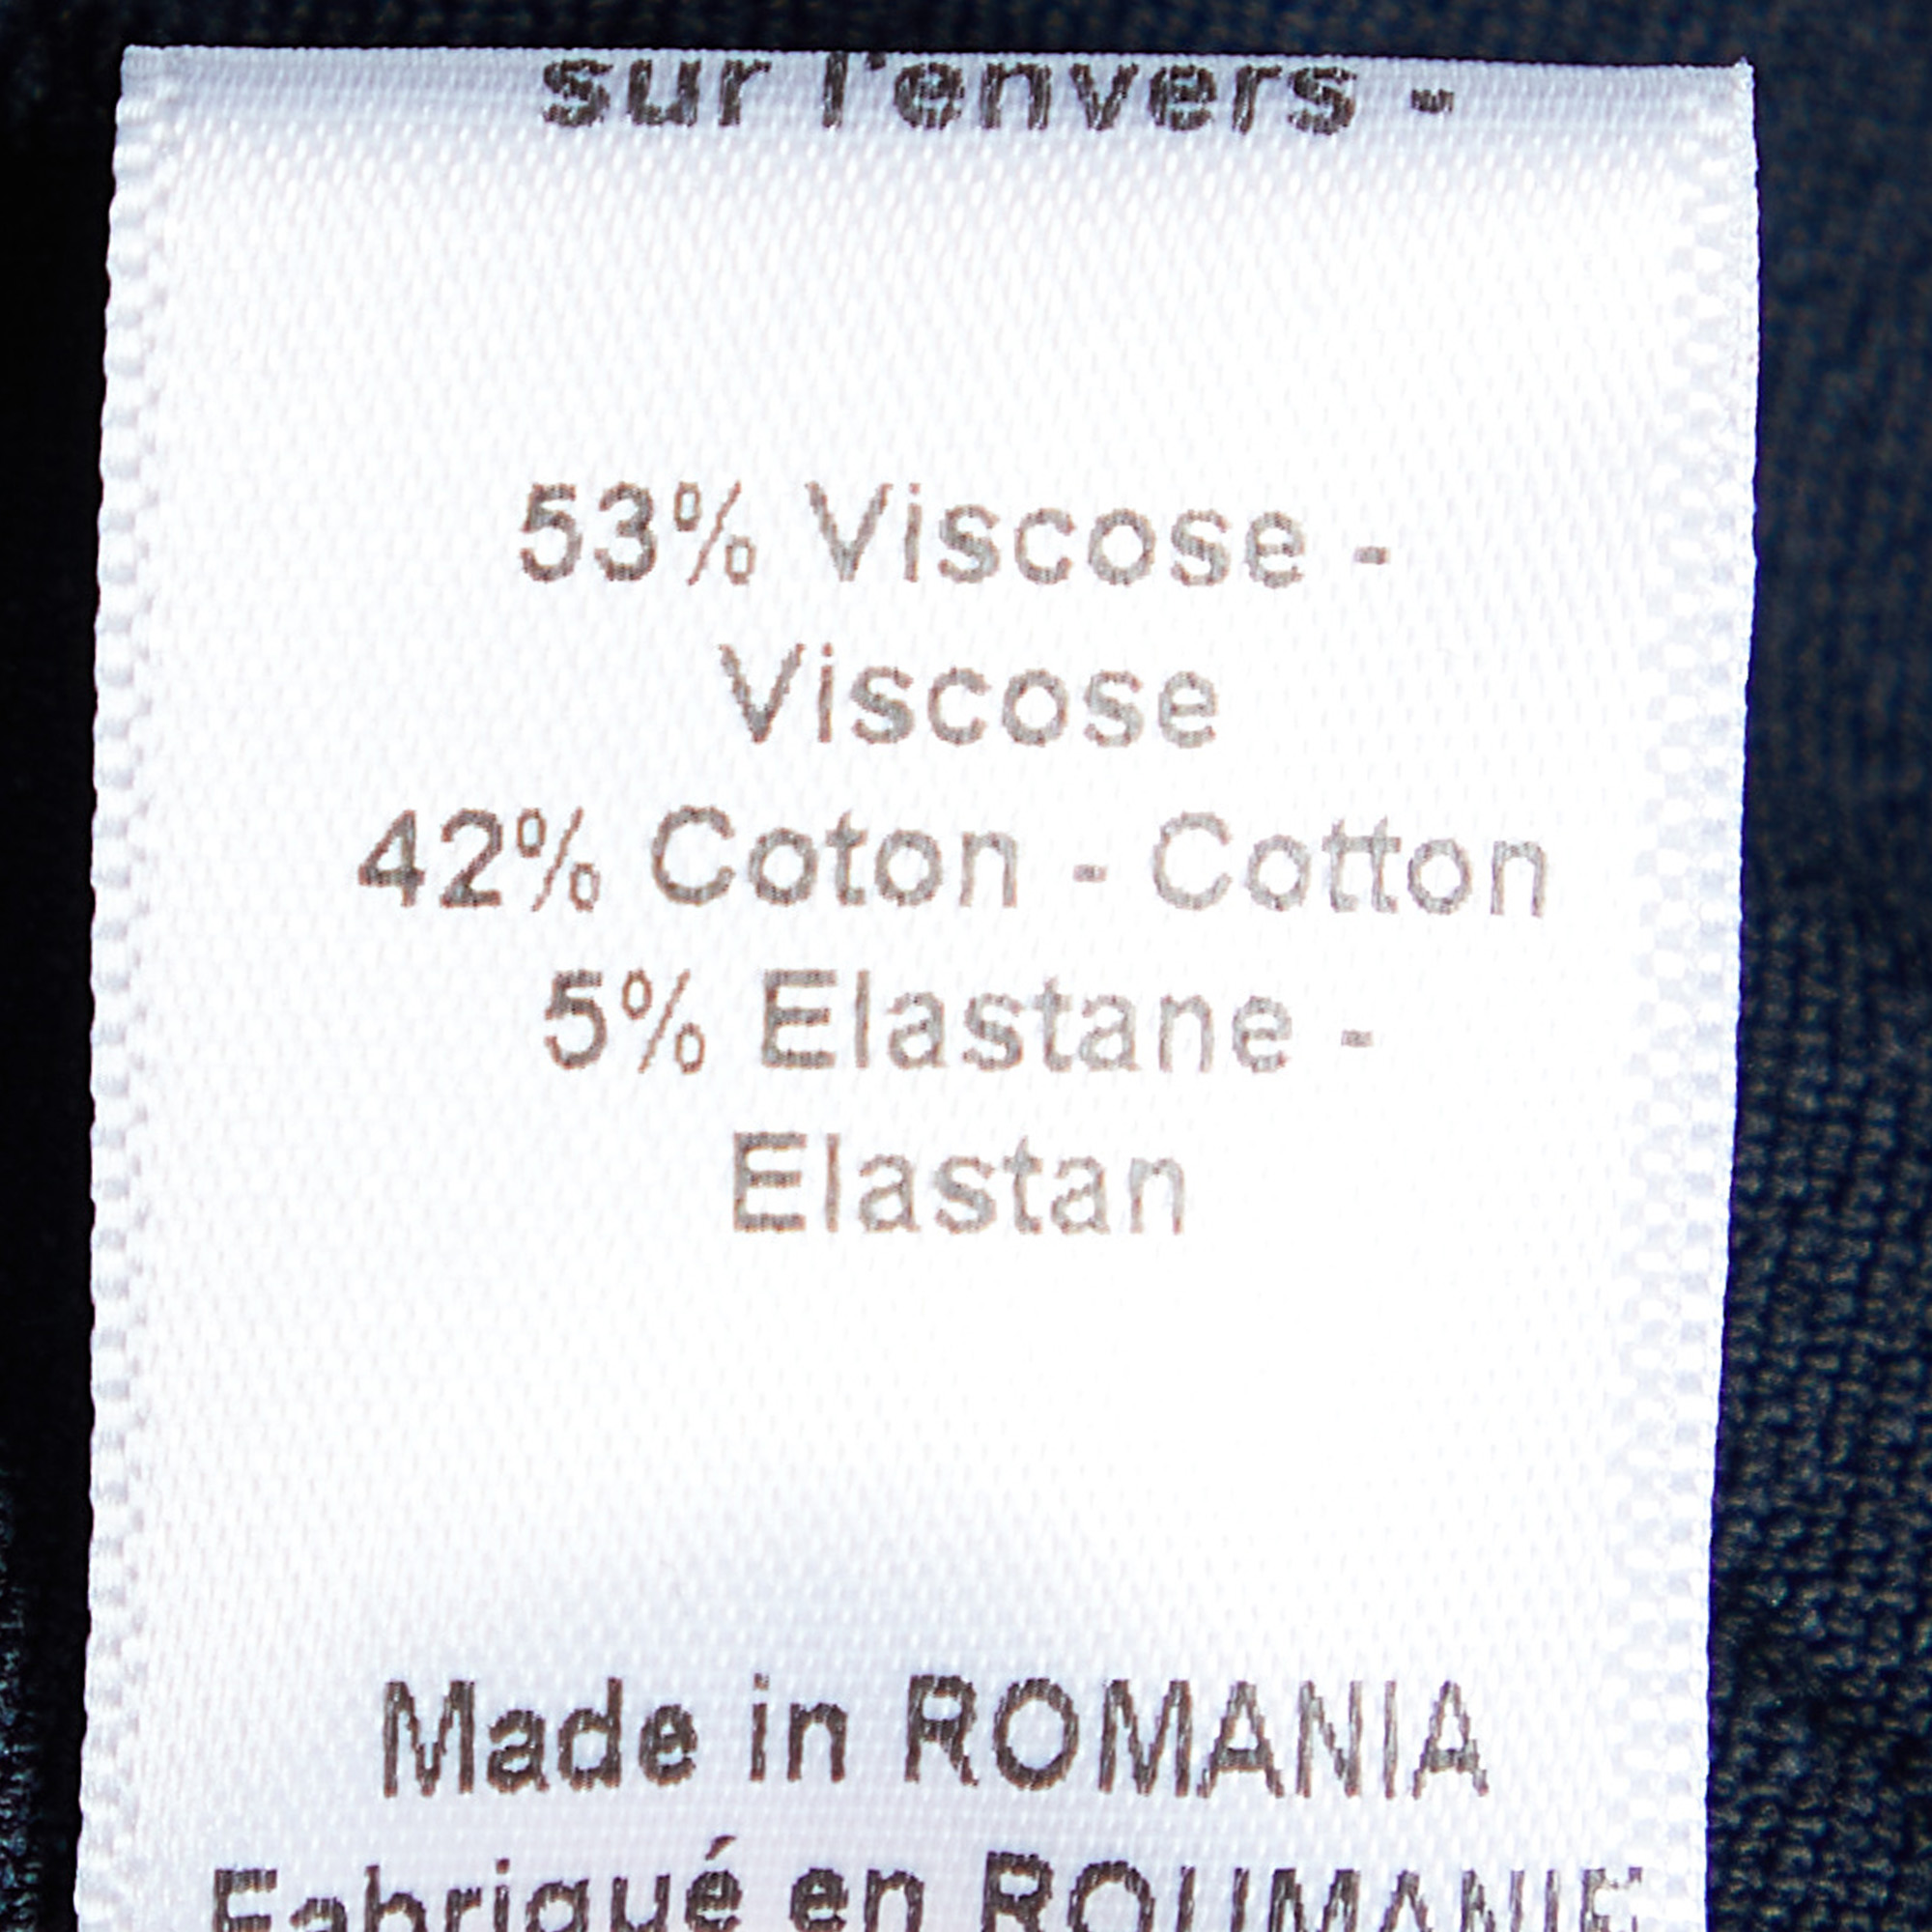 sur l'envers -
53% Viscose -
Viscose
42% Coton - Cotton
5% Elastane -
Elastan
Made in ROMANIA
Fabriqué en ROUMANIE